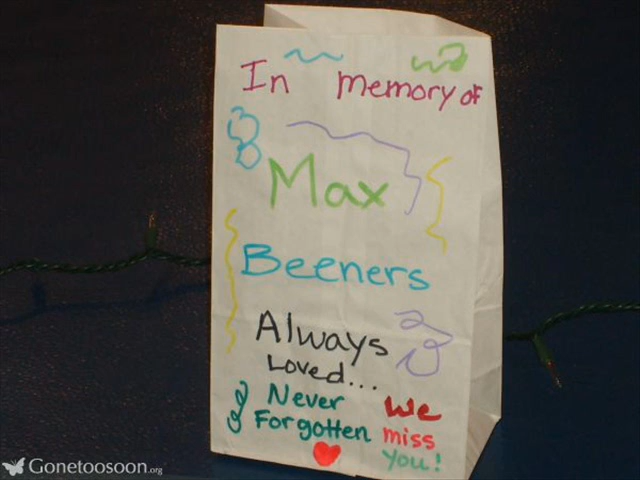 In memory of
Max
Beeners
Always
Loved...
Never
Forgotten
We
miss
you!
Gonetoosoon.org